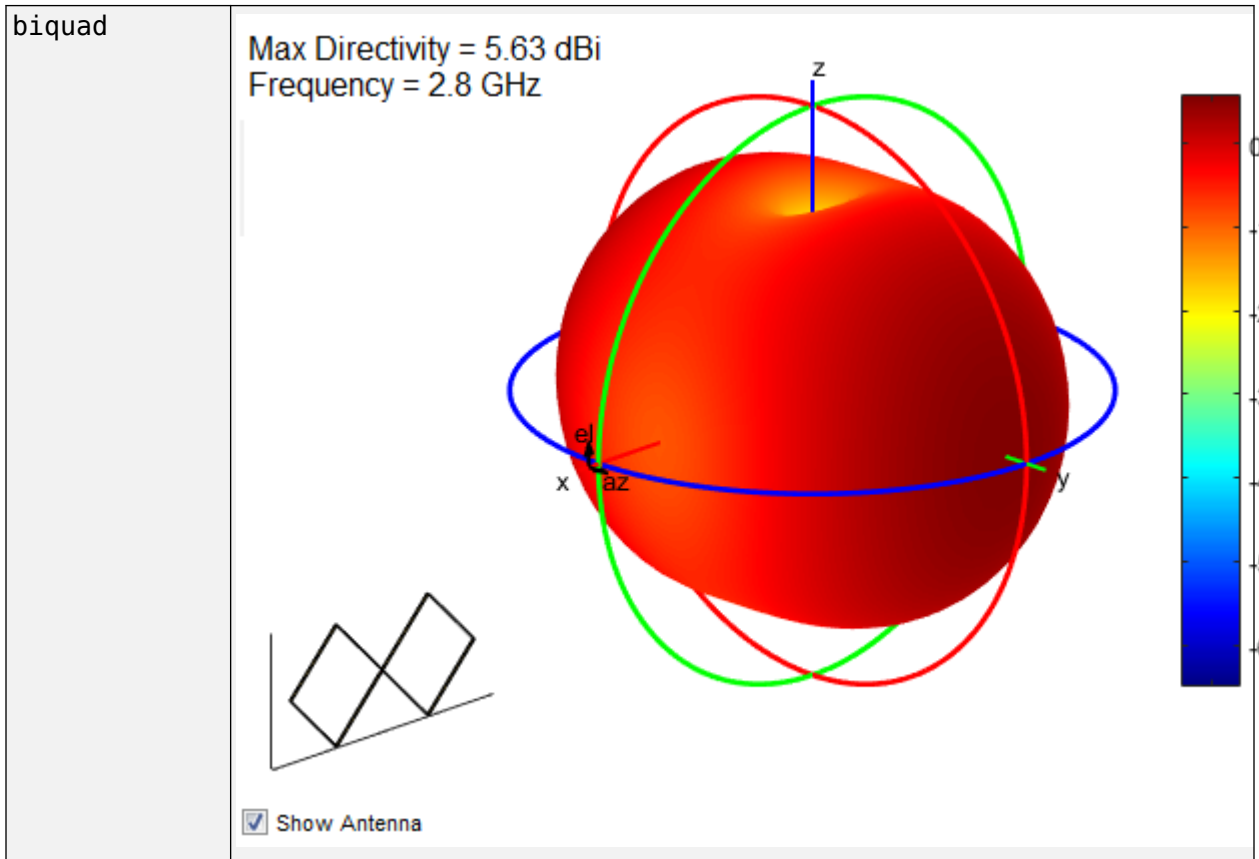 biquad
Max Directivity = 5.63 dBi
Frequency = 2.8 GHz
z
el
x
az
y
Show Antenna